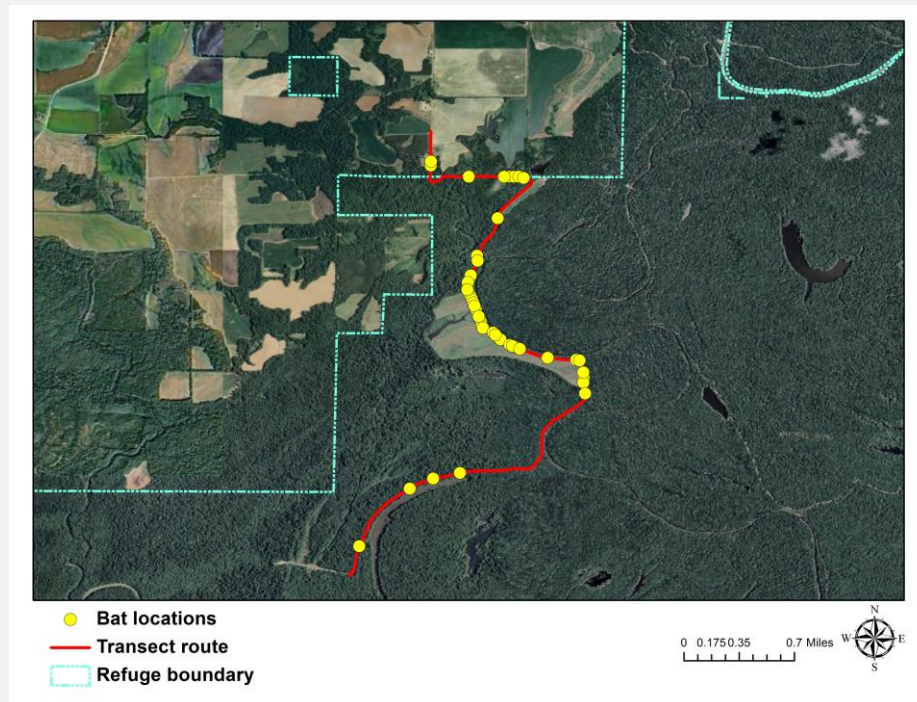 Bat locations
Transect route
Refuge boundary
0 0.175 0.35 0.7 Miles
N
W E
S